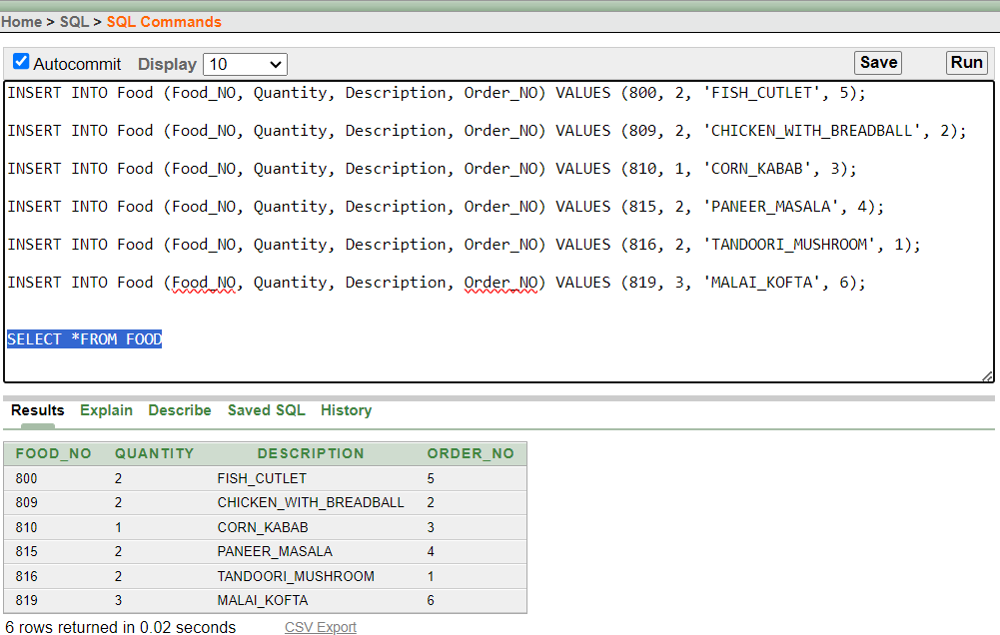 Home > SQL > SQL Commands
Autocommit Display 10 Save Run
INSERT INTO Food (Food_NO, Quantity, Description, Order_NO) VALUES (800, 2, 'FISH_CUTLET', 5);
INSERT INTO Food (Food_NO, Quantity, Description, Order_NO) VALUES (809, 2, 'CHICKEN_WITH_BREADBALL', 2);
INSERT INTO Food (Food_NO, Quantity, Description, Order_NO) VALUES (810, 1, 'CORN_KABAB', 3);
INSERT INTO Food (Food_NO, Quantity, Description, Order_NO) VALUES (815, 2, 'PANEER_MASALA', 4);
INSERT INTO Food (Food_NO, Quantity, Description, Order_NO) VALUES (816, 2, 'TANDOORI_MUSHROOM', 1);
INSERT INTO Food (Food_NO, Quantity, Description, Order_NO) VALUES (819, 3, 'MALAI_KOFTA', 6);
SELECT *FROM FOOD
Results Explain Describe Saved SQL History
FOOD_NO QUANTITY DESCRIPTION ORDER_NO
800 2 FISH_CUTLET 5
809 2 CHICKEN_WITH_BREADBALL 2
810 1 CORN_KABAB 3
815 2 PANEER_MASALA 4
816 2 TANDOORI_MUSHROOM 1
819 3 MALAI_KOFTA 6
6 rows returned in 0.02 seconds CSV Export